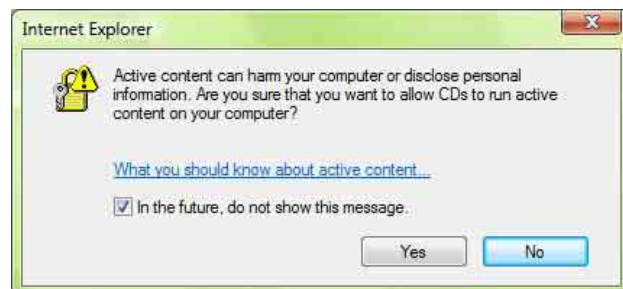 Internet Explorer
Active content can harm your computer or disclose personal
information. Are you sure that you want to allow CDs to run active
content on your computer?
What you should know about active content...
In the future, do not show this message.
Yes No